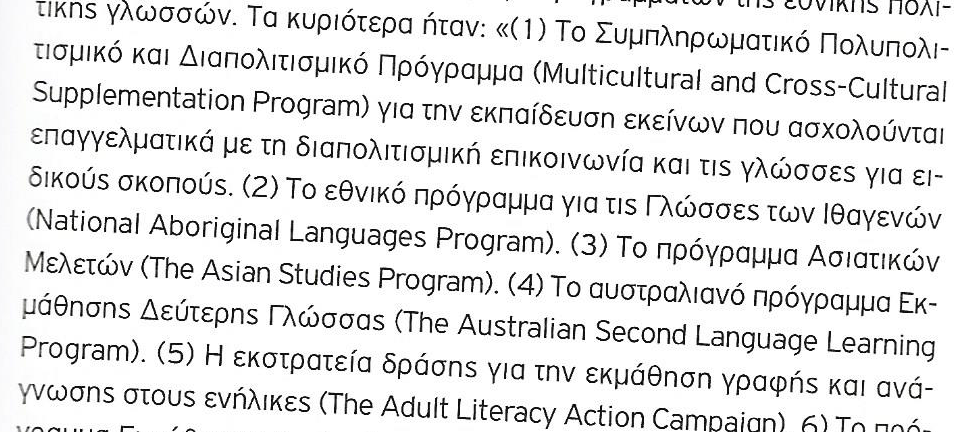 της εθνικής πολι-
τικής γλωσσών. Τα κυριότερα ήταν: «(1) Το Συμπληρωματικό Πολυπολι-
τισμικό και Διαπολιτισμικό Πρόγραμμα (Multicultural and Cross-Cultural
Supplementation Program) για την εκπαίδευση εκείνων που ασχολούνται
επαγγελματικά με τη διαπολιτισμική επικοινωνία και τις γλώσσες για ει-
δικούς σκοπούς. (2) Το εθνικό πρόγραμμα για τις Γλώσσες των Ιθαγενών
(National Aboriginal Languages Program). (3) Το πρόγραμμα Ασιατικών
Μελετών (The Asian Studies Program). (4) Το αυστραλιανό πρόγραμμα Εκ-
μάθησης Δεύτερης Γλώσσας (The Australian Second Language Learning
Program). (5) Η εκστρατεία δράσης για την εκμάθηση γραφής και ανά-
γνωσης στους ενήλικες (The Adult Literacy Action Campaign). 6) Το πρό-